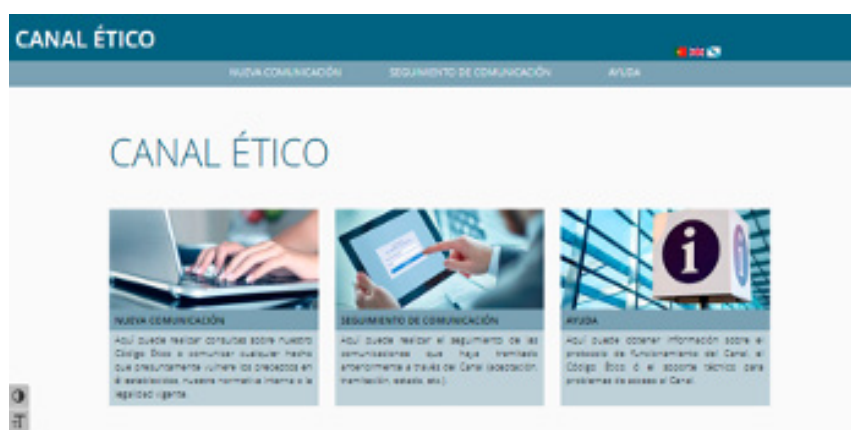 CANAL ÉTICO
NUEVA COMUNICACIÓN SEGUIMIENTO DE COMUNICACIÓN AYUDA
CANAL ÉTICO
i
NUEVA COMUNICACIÓN
Aquí puede realizar consultas sobre nuestro
Código Ético o comunicar cualquier hecho
que presuntamente vulnere los preceptos en
él establecidos, nuestra normativa interna o la
legalidad vigente.
SEGUIMIENTO DE COMUNICACIÓN
Aquí puede realizar el seguimiento de las
comunicaciones que haya tramitado
anteriormente a través del Canal (aceptación,
tramitación, estado, etc.).
AYUDA
Aquí puede obtener información sobre el
protocolo de funcionamiento del Canal, el
Código Ético ó el soporte técnico para
problemas de acceso al Canal.
T